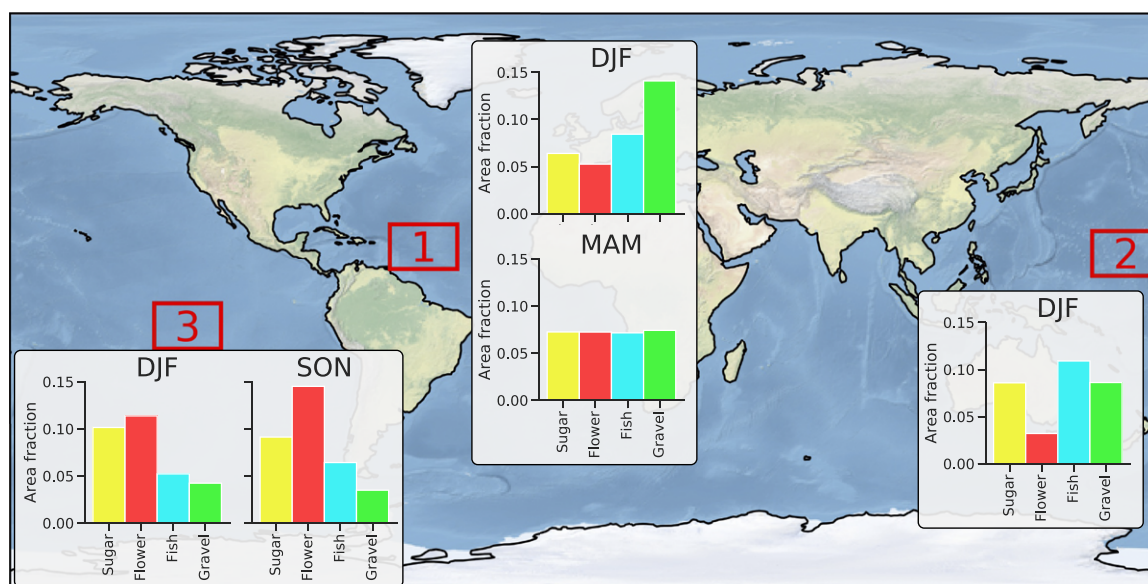 DJF
0.15
0.10
0.05
0.00
Area fraction
MAM
0.15
0.10
0.05
0.00
Area fraction
Sugar
Flower
Fish
Gravel
1
2
3
DJF
SON
0.15
0.10
0.05
0.00
Area fraction
Sugar
Flower
Fish
Gravel
Sugar
Flower
Fish
Gravel
DJF
0.15
0.10
0.05
0.00
Area fraction
Sugar
Flower
Fish
Gravel